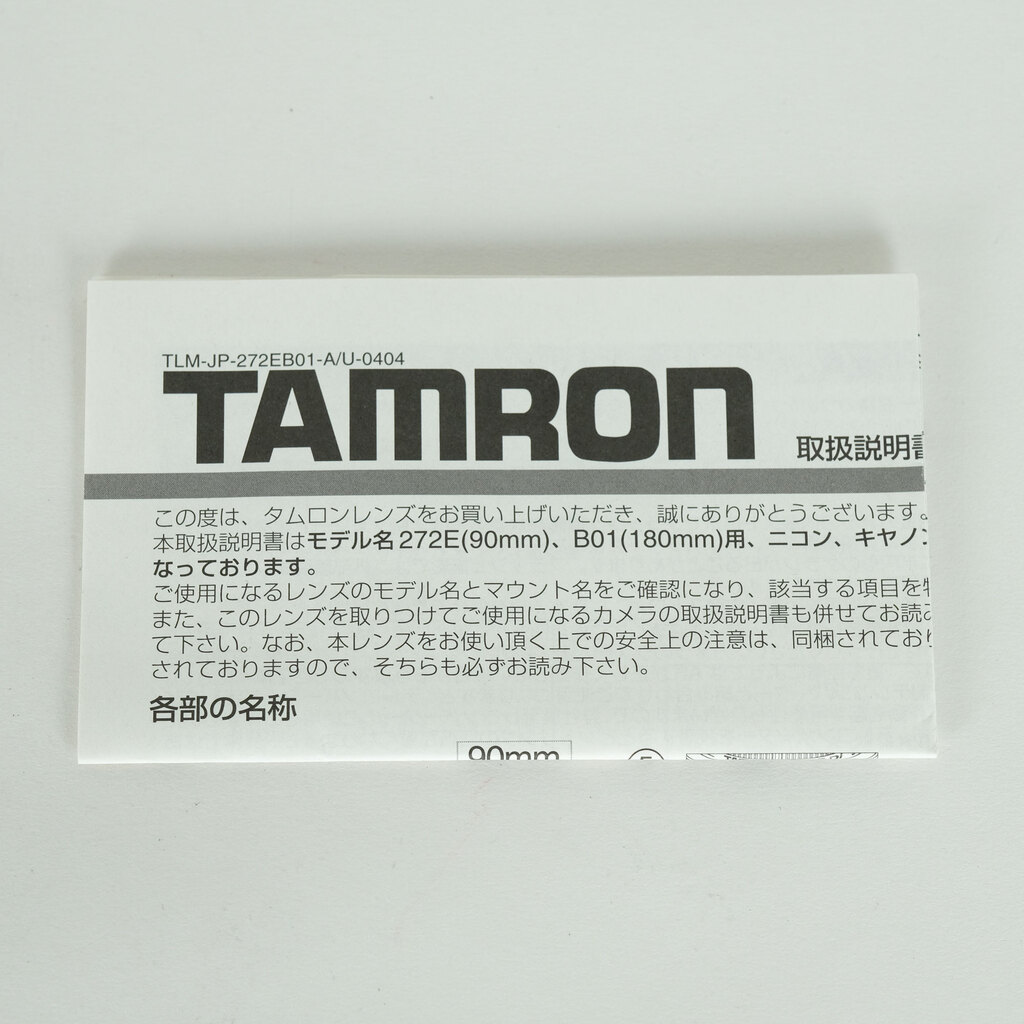 TLM-JP-272EB01-A/U-0404
TAMRON
取扱説明書
この度は、タムロンレンズをお買い上げいただき、誠にありがとうございます。
本取扱説明書はモデル名272E(90mm)、B01(180mm)用、ニコン、キヤノン
なっております。
ご使用になるレンズのモデル名とマウント名をご確認になり、該当する項目を
また、このレンズを取りつけてご使用になるカメラの取扱説明書も併せてお読み
て下さい。なお、本レンズをお使い頂く上での安全上の注意は、同梱されており
されておりますので、そちらも必ずお読み下さい。
各部の名称
90mm